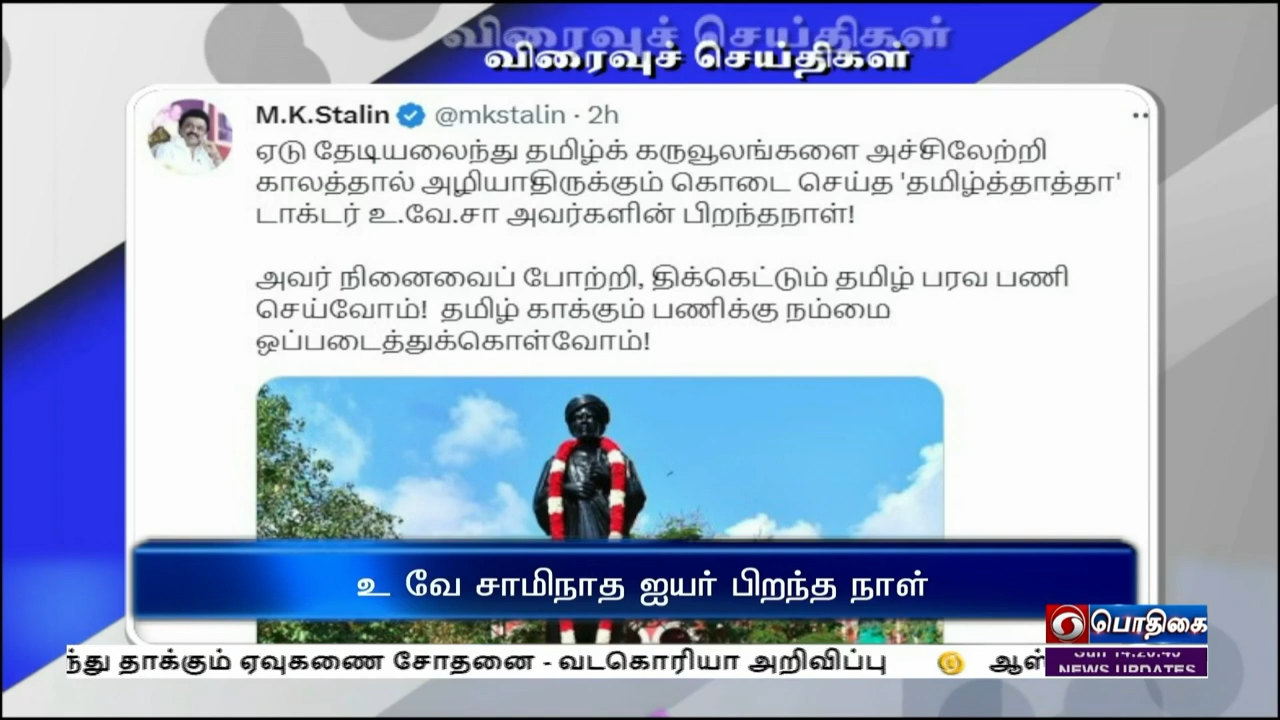 விரைவுச் செய்திகள்
M.K.Stalin @mkstalin · 2h
ஏடு தேடியலைந்து தமிழ்க் கருவூலங்களை அச்சிலேற்றி
காலத்தால் அழியாதிருக்கும் கொடை செய்த 'தமிழ்த்தாத்தா'
டாக்டர் உ.வே.சா அவர்களின் பிறந்தநாள்!
அவர் நினைவைப் போற்றி, திக்கெட்டும் தமிழ் பரவ பணி
செய்வோம்! தமிழ் காக்கும் பணிக்கு நம்மை
ஒப்படைத்துக்கொள்வோம்!
உ வே சாமிநாத ஐயர் பிறந்த நாள்
பொதிகை
ந்து தாக்கும் ஏவுகணை சோதனை - வடகொரியா அறிவிப்பு ஆஸ்
NEWS UPDATES